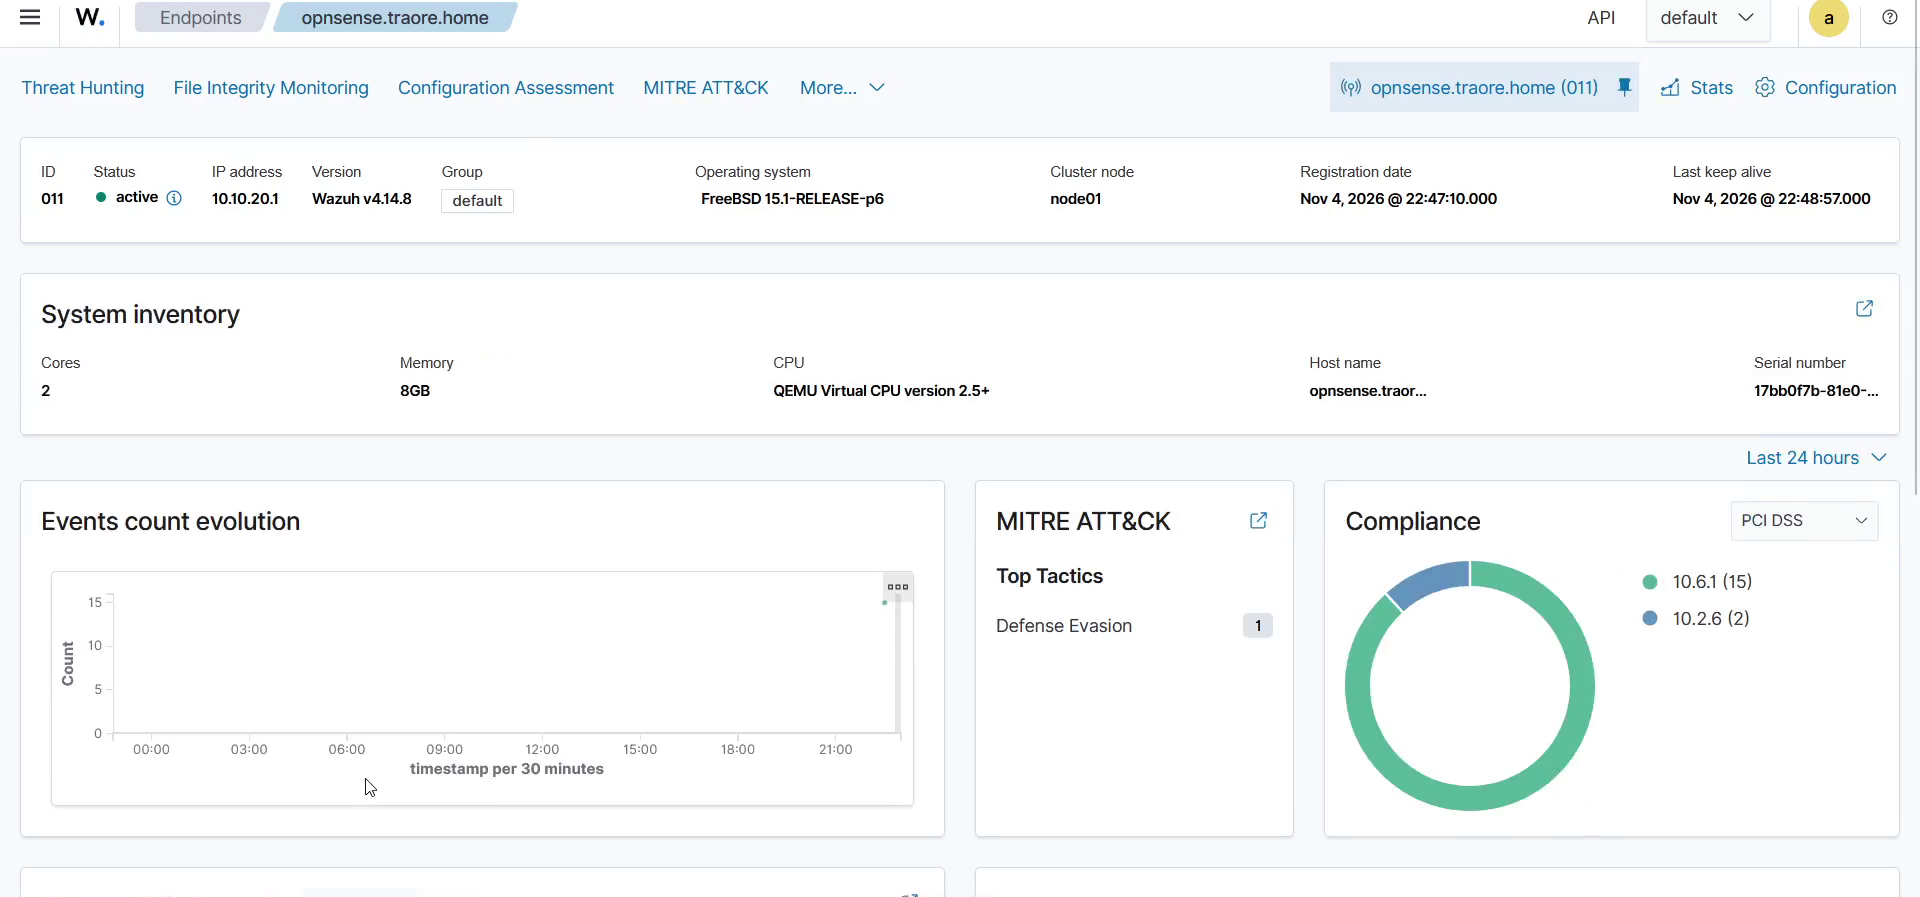 W. Endpoints opnsense.traore.home API default a
Threat Hunting File Integrity Monitoring Configuration Assessment MITRE ATT&CK More... opnsense.traore.home (011) Stats Configuration
ID Status IP address Version Group Operating system Cluster node Registration date Last keep alive
011 active 10.10.20.1 Wazuh v4.14.8 default FreeBSD 15.1-RELEASE-p6 node01 Nov 4, 2026 @ 22:47:10.000 Nov 4, 2026 @ 22:48:57.000
System inventory
Cores Memory CPU Host name Serial number
2 8GB QEMU Virtual CPU version 2.5+ opnsense.traor... 17bb0f7b-81e0-...
Last 24 hours
Events count evolution
15
10
5
0
Count
00:00 03:00 06:00 09:00 12:00 15:00 18:00 21:00
timestamp per 30 minutes
MITRE ATT&CK
Top Tactics
Defense Evasion 1
Compliance PCI DSS
10.6.1 (15)
10.2.6 (2)